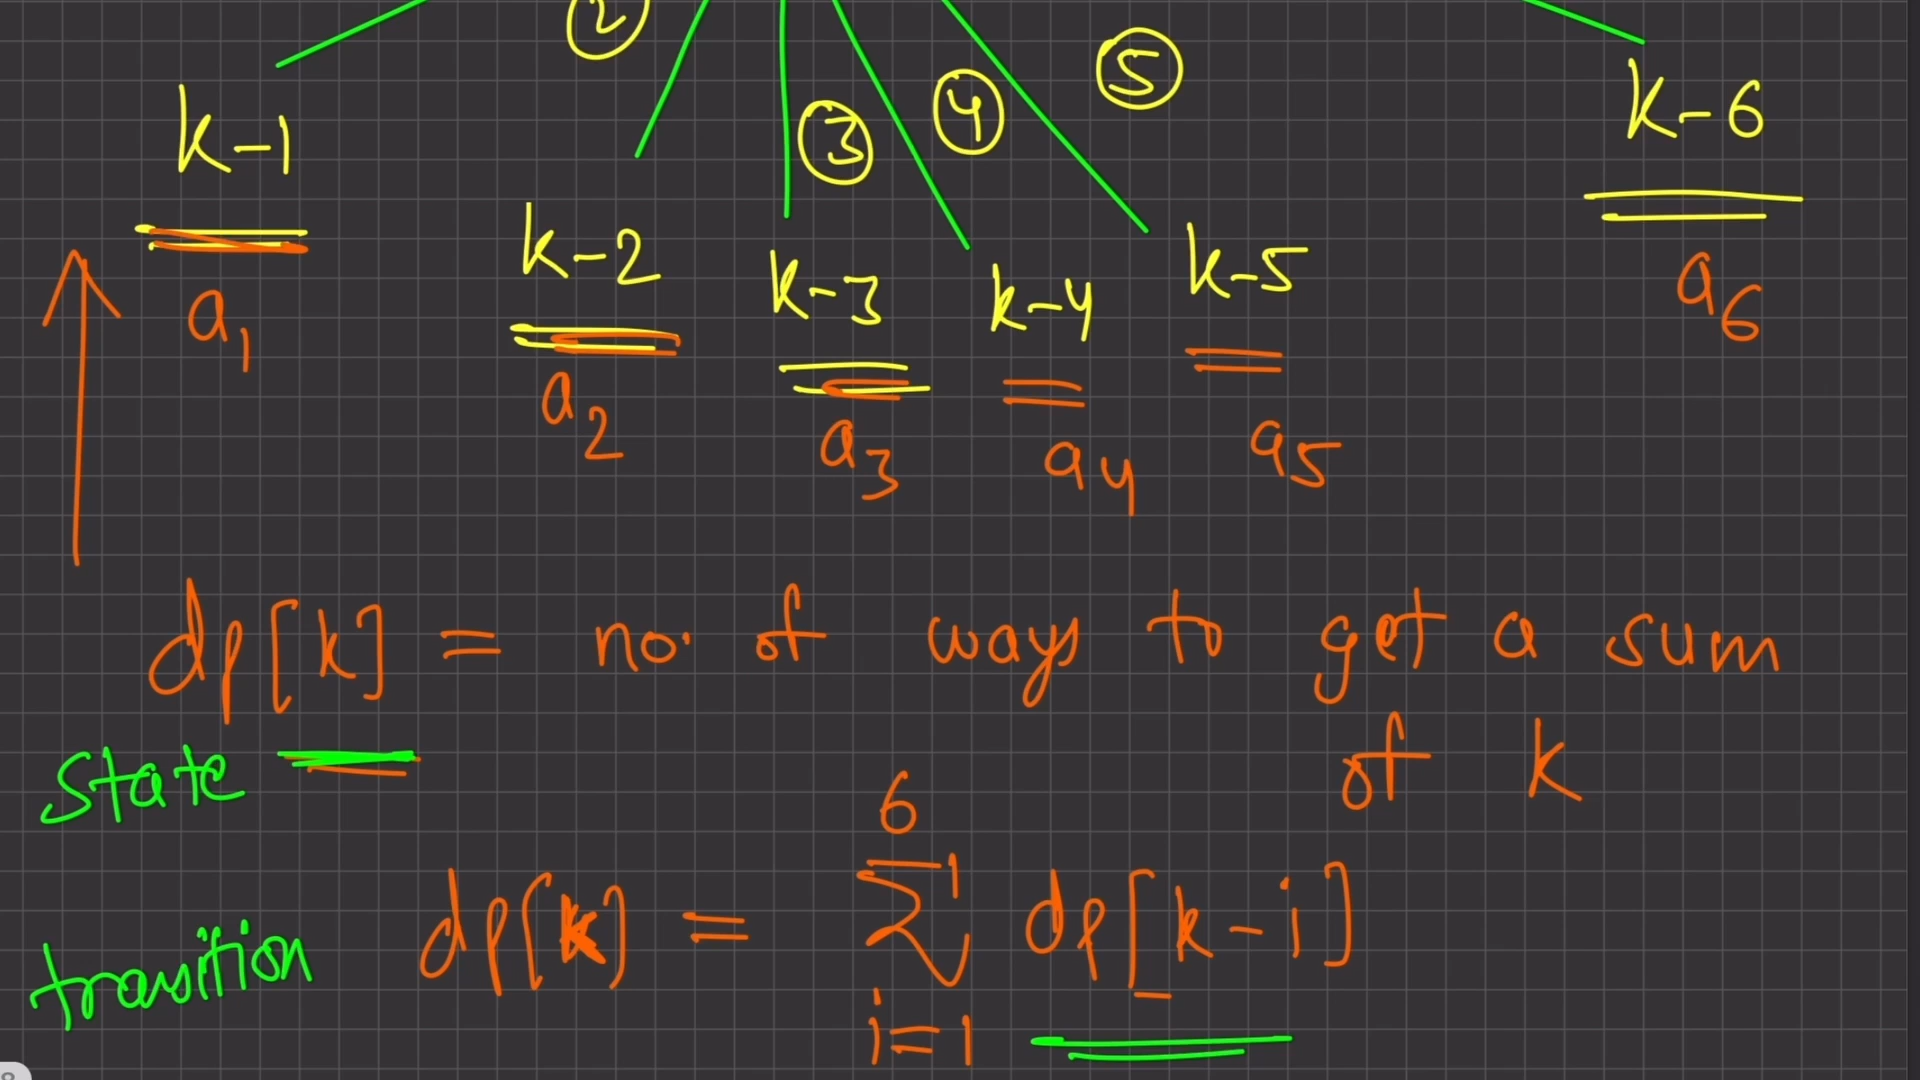 2
3
4
5
k-1
k-2
k-3
k-4
k-5
k-6
a1
a2
a3
a4
a5
a6
dp[k] = no. of ways to get a sum
of k
state
6
transition dp[k] = Σ dp[k-i]
i=1